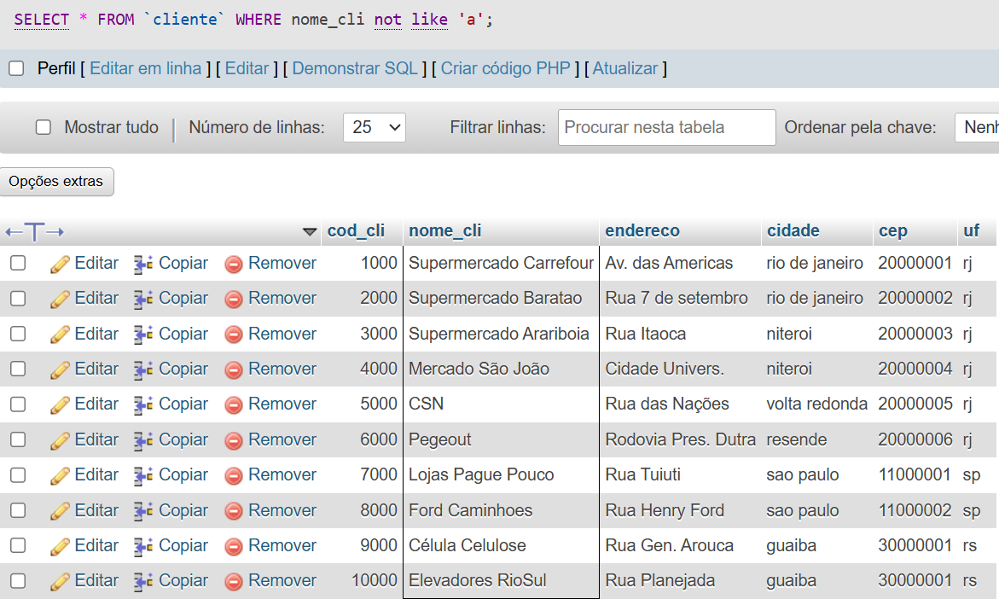 SELECT * FROM `cliente` WHERE nome_cli not like 'a';
Perfil [ Editar em linha ] [ Editar ] [ Demonstrar SQL ] [ Criar código PHP ] [ Atualizar ]
Mostrar tudo | Número de linhas: 25 Filtrar linhas: Procurar nesta tabela Ordenar pela chave: Nenh
Opções extras
←T→ cod_cli nome_cli endereco cidade cep uf
Editar Copiar Remover 1000 Supermercado Carrefour Av. das Americas rio de janeiro 20000001 rj
Editar Copiar Remover 2000 Supermercado Baratao Rua 7 de setembro rio de janeiro 20000002 rj
Editar Copiar Remover 3000 Supermercado Arariboia Rua Itaoca niteroi 20000003 rj
Editar Copiar Remover 4000 Mercado São João Cidade Univers. niteroi 20000004 rj
Editar Copiar Remover 5000 CSN Rua das Nações volta redonda 20000005 rj
Editar Copiar Remover 6000 Pegeout Rodovia Pres. Dutra resende 20000006 rj
Editar Copiar Remover 7000 Lojas Pague Pouco Rua Tuiuti sao paulo 11000001 sp
Editar Copiar Remover 8000 Ford Caminhoes Rua Henry Ford sao paulo 11000002 sp
Editar Copiar Remover 9000 Célula Celulose Rua Gen. Arouca guaiba 30000001 rs
Editar Copiar Remover 10000 Elevadores RioSul Rua Planejada guaiba 30000001 rs